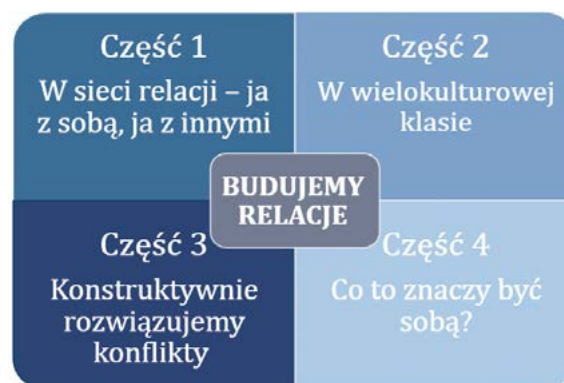 Część 1
W sieci relacji – ja
z sobą, ja z innymi
Część 2
W wielokulturowej
klasie
BUDUJEMY
RELACJE
Część 3
Konstruktywnie
rozwiązujemy
konflikty
Część 4
Co to znaczy być
sobą?